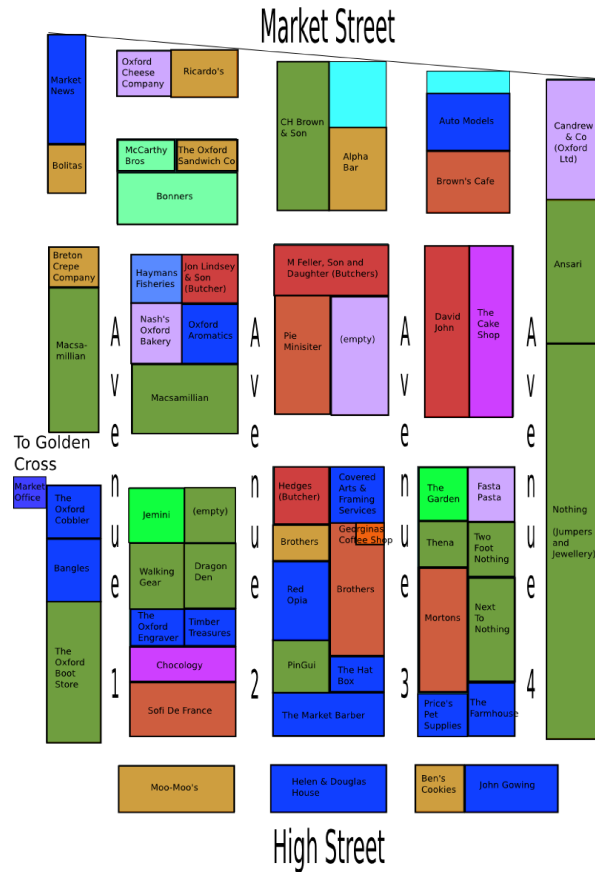 Market Street
Market
News
Oxford
Cheese
Company
Ricardo's
CH Brown
& Son
Alpha
Bar
Auto Models
Candrew
& Co
(Oxford
Ltd)
Bolitas
McCarthy
Bros
The Oxford
Sandwich Co
Bonners
Brown's Cafe
Breton
Crepe
Company
Haymans
Fisheries
Jon Lindsey
& Son
(Butcher)
M Feller, Son and
Daughter (Butchers)
Ansari
Macsa-
millian
Nash's
Oxford
Bakery
Oxford
Aromatics
Pie
Minisiter
(empty)
David
John
The
Cake
Shop
Macsamillian
Avenue 1
Avenue 2
Avenue 3
Avenue 4
To Golden
Cross
Market
Office
The
Oxford
Cobbler
Jemini
(empty)
Hedges
(Butcher)
Covered
Arts &
Framing
Services
The
Garden
Fasta
Pasta
Nothing
(Jumpers
and
Jewellery)
Bangles
Walking
Gear
Dragon
Den
Brothers
Georginas
Coffee Shop
Thena
Two
Foot
Nothing
Red
Opia
Brothers
Mortons
Next
To
Nothing
The
Oxford
Boot
Store
The
Oxford
Engraver
Timber
Treasures
Chocology
PinGui
The Hat
Box
Sofi De France
The Market Barber
Price's
Pet
Supplies
The
Farmhouse
Moo-Moo's
Helen & Douglas
House
Ben's
Cookies
John Gowing
High Street